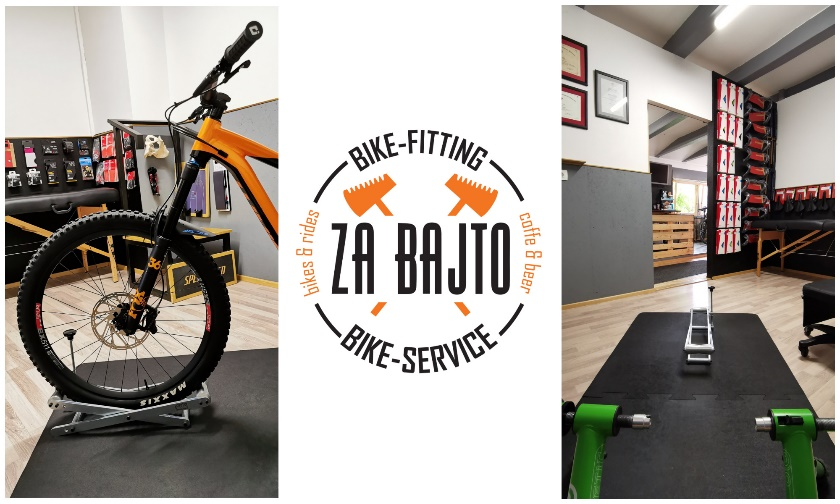 BIKE-FITTING
bikes & rides
ZA BAJTO
coffe & beer
BIKE-SERVICE
MAXXIS